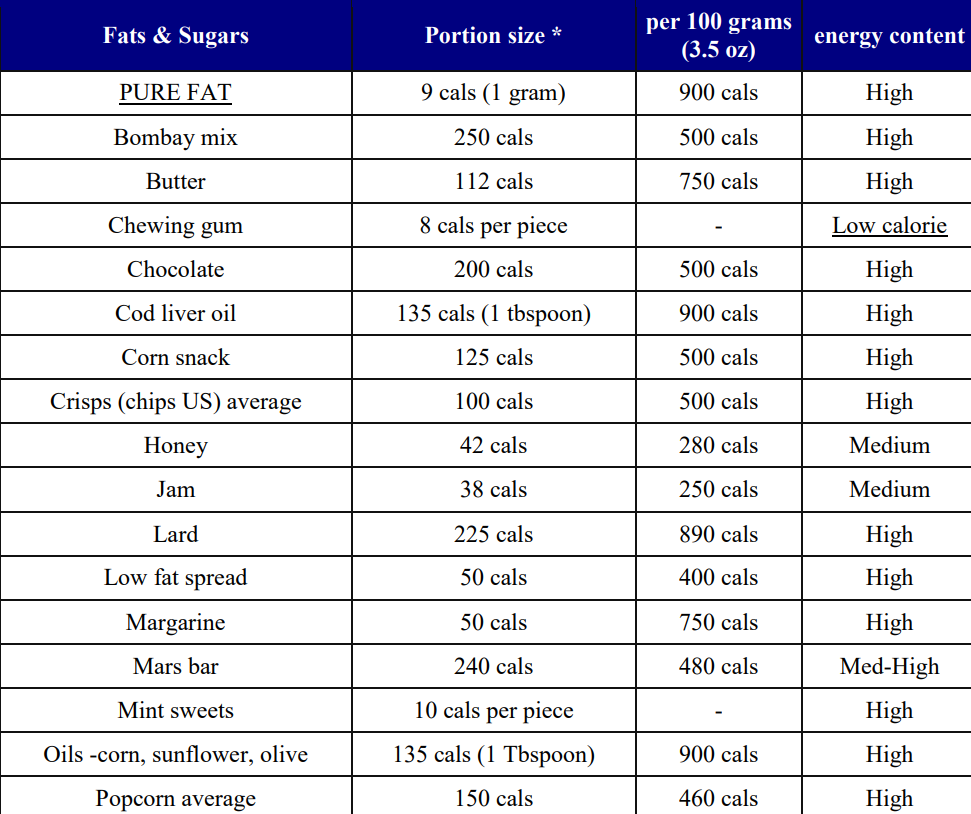 Fats & Sugars Portion size * per 100 grams (3.5 oz) energy content
PURE FAT 9 cals (1 gram) 900 cals High
Bombay mix 250 cals 500 cals High
Butter 112 cals 750 cals High
Chewing gum 8 cals per piece - Low calorie
Chocolate 200 cals 500 cals High
Cod liver oil 135 cals (1 tbspoon) 900 cals High
Corn snack 125 cals 500 cals High
Crisps (chips US) average 100 cals 500 cals High
Honey 42 cals 280 cals Medium
Jam 38 cals 250 cals Medium
Lard 225 cals 890 cals High
Low fat spread 50 cals 400 cals High
Margarine 50 cals 750 cals High
Mars bar 240 cals 480 cals Med-High
Mint sweets 10 cals per piece - High
Oils -corn, sunflower, olive 135 cals (1 Tbspoon) 900 cals High
Popcorn average 150 cals 460 cals High